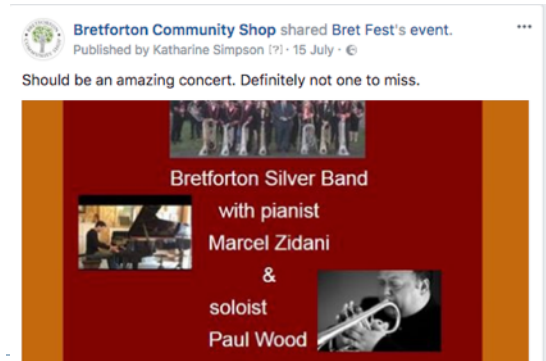 Bretforton Community Shop shared Bret Fest's event.
Published by Katharine Simpson [?] · 15 July ·
Should be an amazing concert. Definitely not one to miss.
Bretforton Silver Band
with pianist
Marcel Zidani
&
soloist
Paul Wood